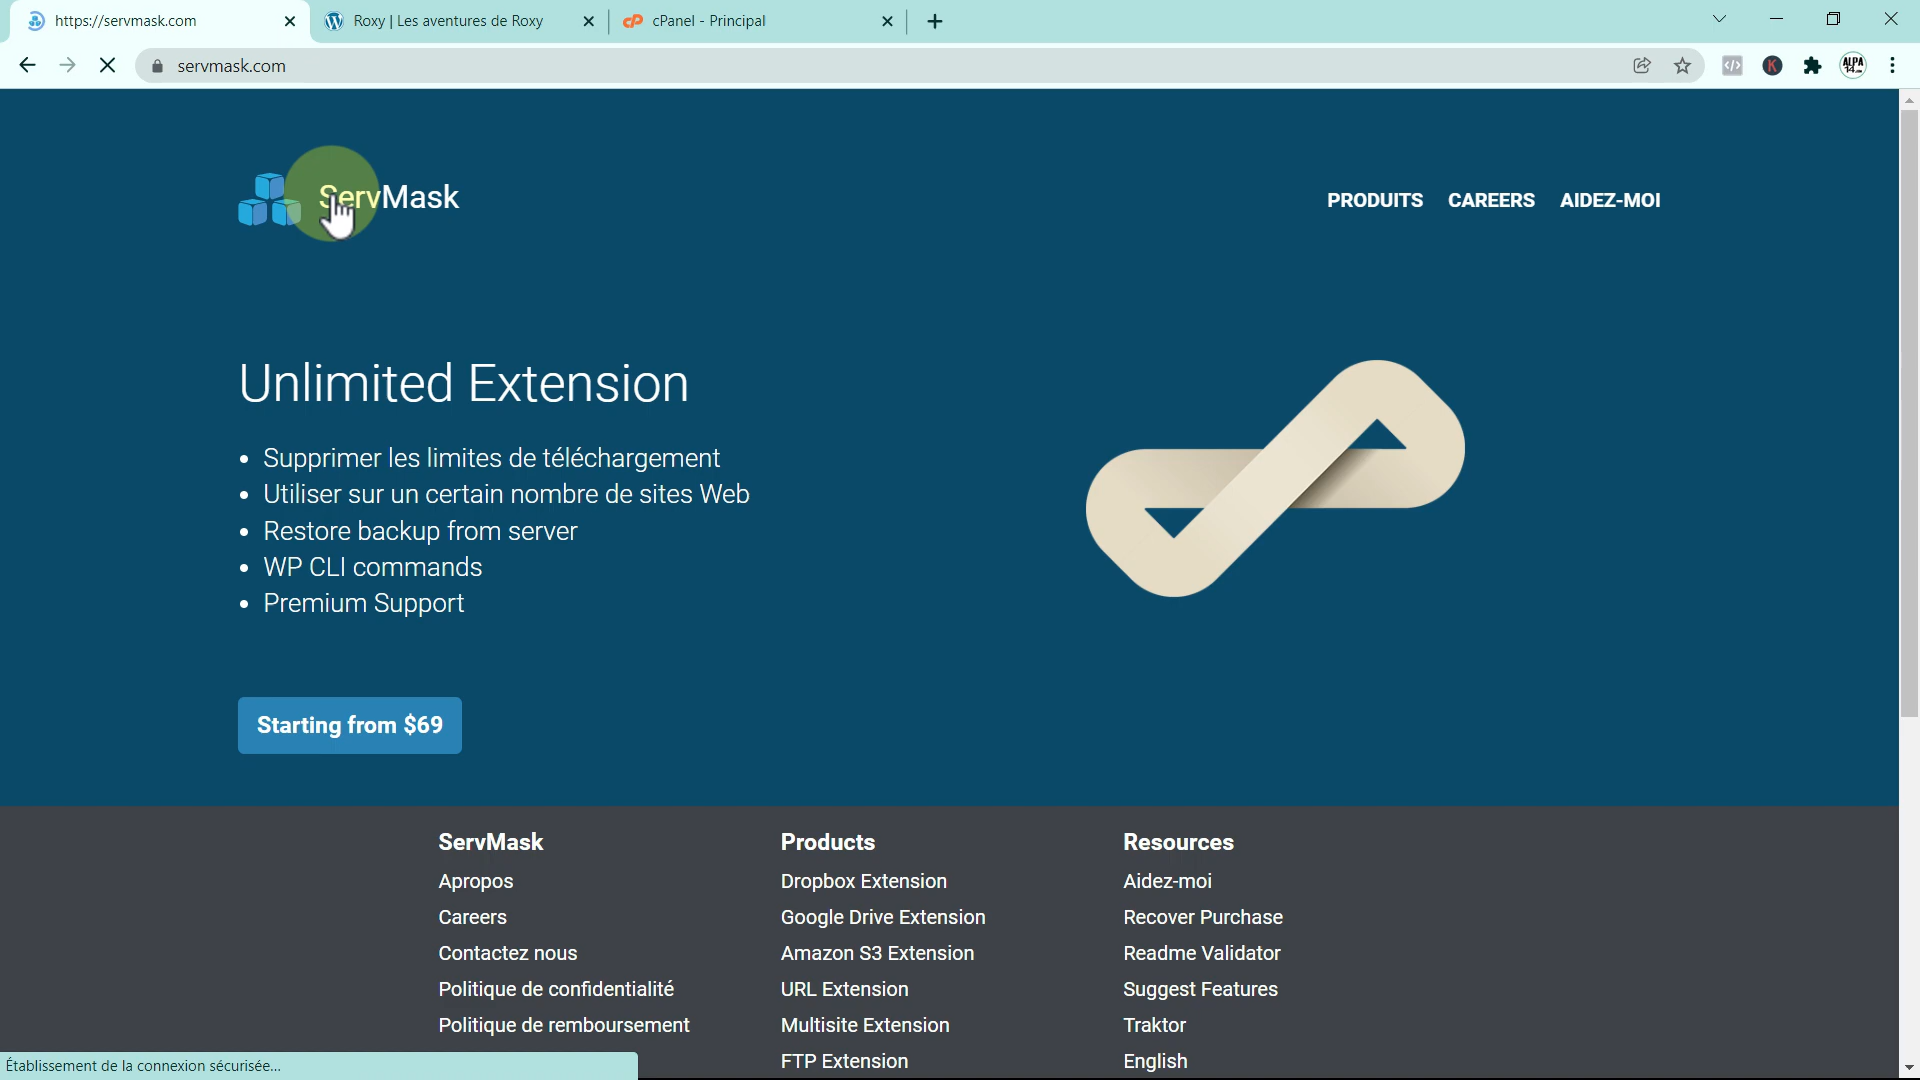 https://servmask.com
Roxy | Les aventures de Roxy
cPanel - Principal
servmask.com
ALPA
14
K
ServMask
PRODUITS CAREERS AIDEZ-MOI
Unlimited Extension
• Supprimer les limites de téléchargement
• Utiliser sur un certain nombre de sites Web
• Restore backup from server
• WP CLI commands
• Premium Support
Starting from $69
ServMask
Apropos
Careers
Contactez nous
Politique de confidentialité
Politique de remboursement
Products
Dropbox Extension
Google Drive Extension
Amazon S3 Extension
URL Extension
Multisite Extension
FTP Extension
Resources
Aidez-moi
Recover Purchase
Readme Validator
Suggest Features
Traktor
English
Établissement de la connexion sécurisée...